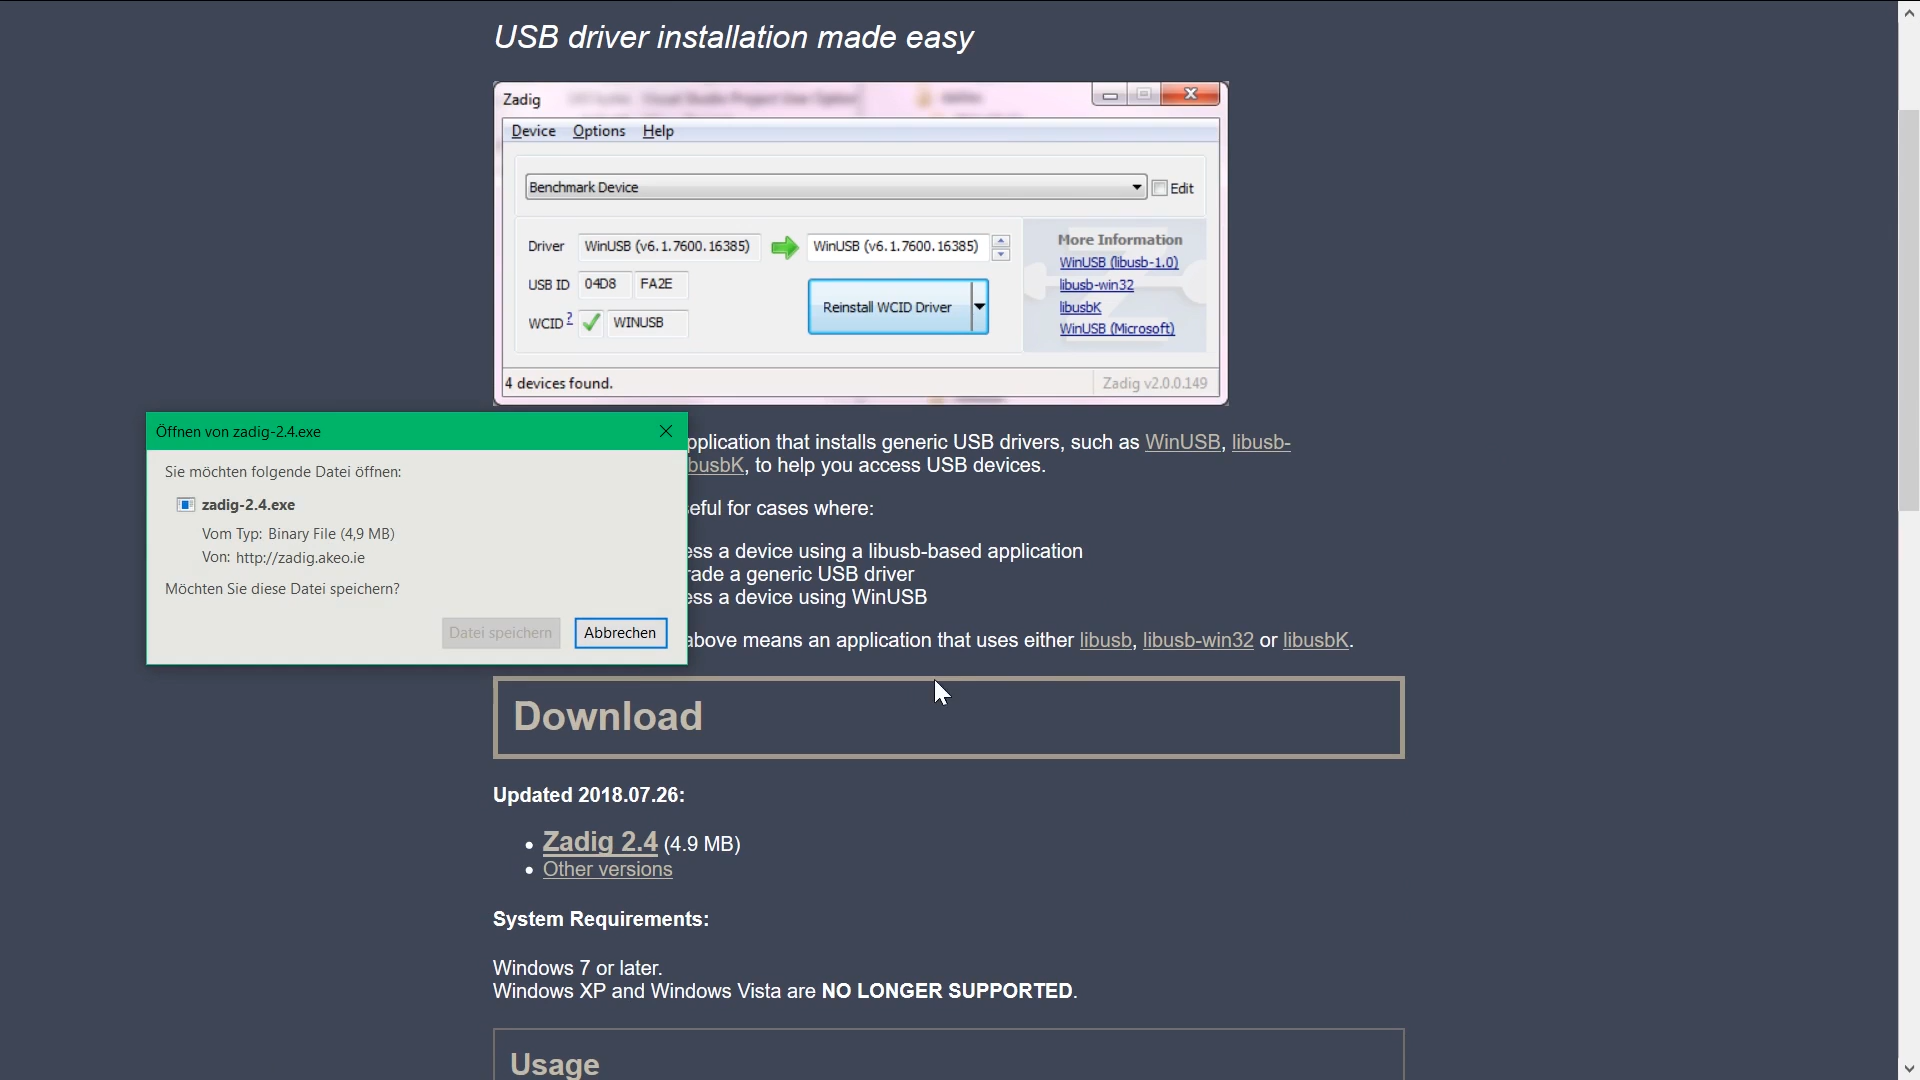 USB driver installation made easy
Zadig
Device Options Help
Benchmark Device
Edit
Driver WinUSB (v6.1.7600.16385) WinUSB (v6.1.7600.16385)
USB ID 04D8 FA2E
WCID ? WINUSB
Reinstall WCID Driver
More Information
WinUSB (libusb-1.0)
libusb-win32
libusbK
WinUSB (Microsoft)
4 devices found.
Zadig v2.0.0.149
Öffnen von zadig-2.4.exe
Sie möchten folgende Datei öffnen:
zadig-2.4.exe
Vom Typ: Binary File (4,9 MB)
Von: http://zadig.akeo.ie
Möchten Sie diese Datei speichern?
Datei speichern Abbrechen
pplication that installs generic USB drivers, such as WinUSB, libusb-
busbK, to help you access USB devices.
eful for cases where:
ess a device using a libusb-based application
rade a generic USB driver
ess a device using WinUSB
above means an application that uses either libusb, libusb-win32 or libusbK.
Download
Updated 2018.07.26:
• Zadig 2.4 (4.9 MB)
• Other versions
System Requirements:
Windows 7 or later.
Windows XP and Windows Vista are NO LONGER SUPPORTED.
Usage